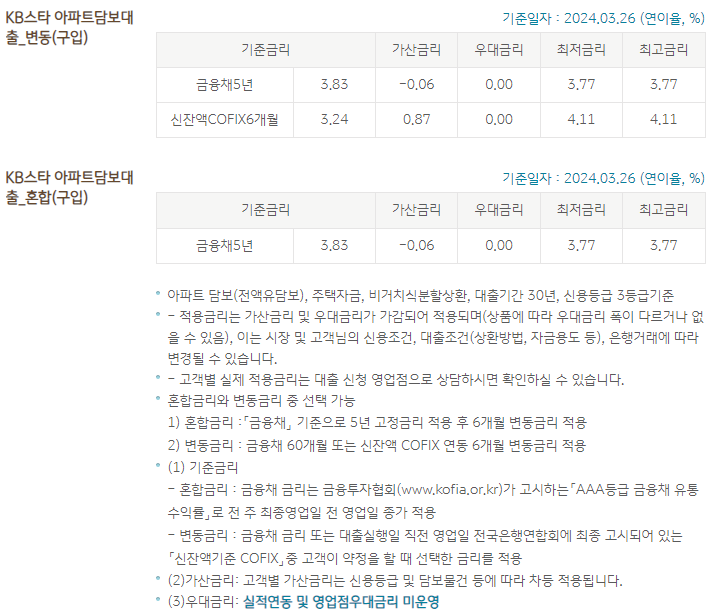 KB스타 아파트담보대
출_변동(구입)
기준일자 : 2024.03.26 (연이율, %)
기준금리 가산금리 우대금리 최저금리 최고금리
금융채5년 3.83 -0.06 0.00 3.77 3.77
신잔액COFIX6개월 3.24 0.87 0.00 4.11 4.11
KB스타 아파트담보대
출_혼합(구입)
기준일자 : 2024.03.26 (연이율, %)
기준금리 가산금리 우대금리 최저금리 최고금리
금융채5년 3.83 -0.06 0.00 3.77 3.77
아파트 담보(전액유담보), 주택자금, 비거치식분할상환, 대출기간 30년, 신용등급 3등급기준
- 적용금리는 가산금리 및 우대금리가 가감되어 적용되며(상품에 따라 우대금리 폭이 다르거나 없
을 수 있음), 이는 시장 및 고객님의 신용조건, 대출조건(상환방법, 자금용도 등), 은행거래에 따라
변경될 수 있습니다.
- 고객별 실제 적용금리는 대출 신청 영업점으로 상담하시면 확인하실 수 있습니다.
혼합금리와 변동금리 중 선택 가능
1) 혼합금리 :「금융채」 기준으로 5년 고정금리 적용 후 6개월 변동금리 적용
2) 변동금리 : 금융채 60개월 또는 신잔액 COFIX 연동 6개월 변동금리 적용
(1) 기준금리
- 혼합금리 : 금융채 금리는 금융투자협회(www.kofia.or.kr)가 고시하는「AAA등급 금융채 유통
수익률」로 전 주 최종영업일 전 영업일 종가 적용
- 변동금리 : 금융채 금리 또는 대출실행일 직전 영업일 전국은행연합회에 최종 고시되어 있는
「신잔액기준 COFIX」중 고객이 약정을 할 때 선택한 금리를 적용
(2)가산금리: 고객별 가산금리는 신용등급 및 담보물건 등에 따라 차등 적용됩니다.
(3)우대금리: 실적연동 및 영업점우대금리 미운영